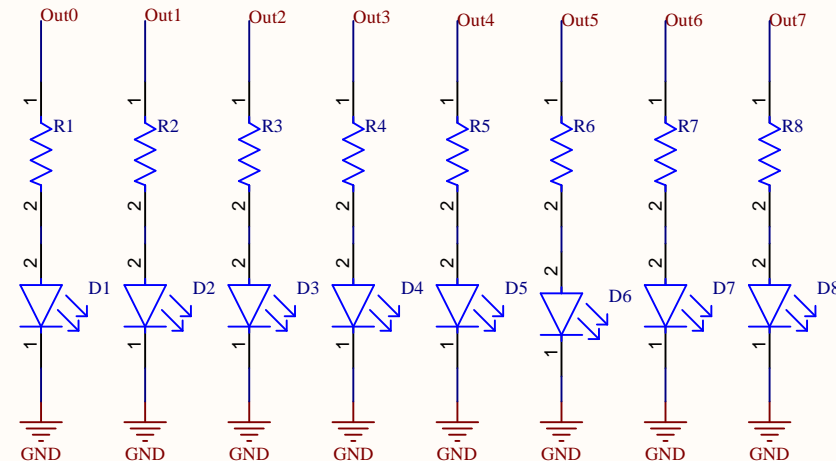 Out0 Out1 Out2 Out3 Out4 Out5 Out6 Out7
1 1 1 1 1 1 1 1
R1 R2 R3 R4 R5 R6 R7 R8
2 2 2 2 2 2 2 2
2 2 2 2 2 2 2 2
D1 D2 D3 D4 D5 D6 D7 D8
1 1 1 1 1 1 1 1
GND GND GND GND GND GND GND GND